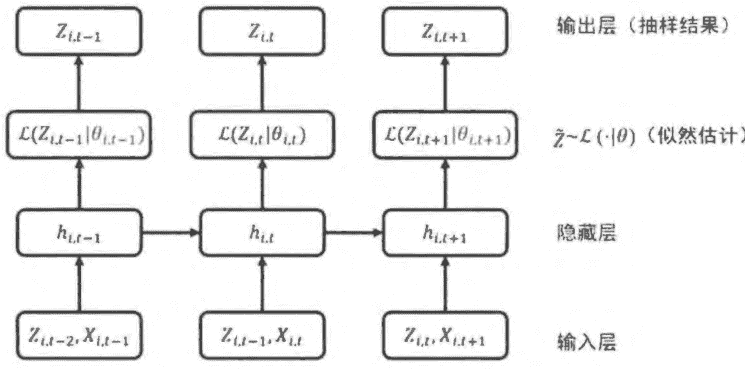 Z_{i,t-1} Z_{i,t} Z_{i,t+1} 输出层（抽样结果）
ℒ(Z_{i,t-1}|θ_{i,t-1}) ℒ(Z_{i,t}|θ_{i,t}) ℒ(Z_{i,t+1}|θ_{i,t+1}) z̃~ℒ(·|θ)（似然估计）
h_{i,t-1} h_{i,t} h_{i,t+1} 隐藏层
Z_{i,t-2}, X_{i,t-1} Z_{i,t-1}, X_{i,t} Z_{i,t}, X_{i,t+1} 输入层